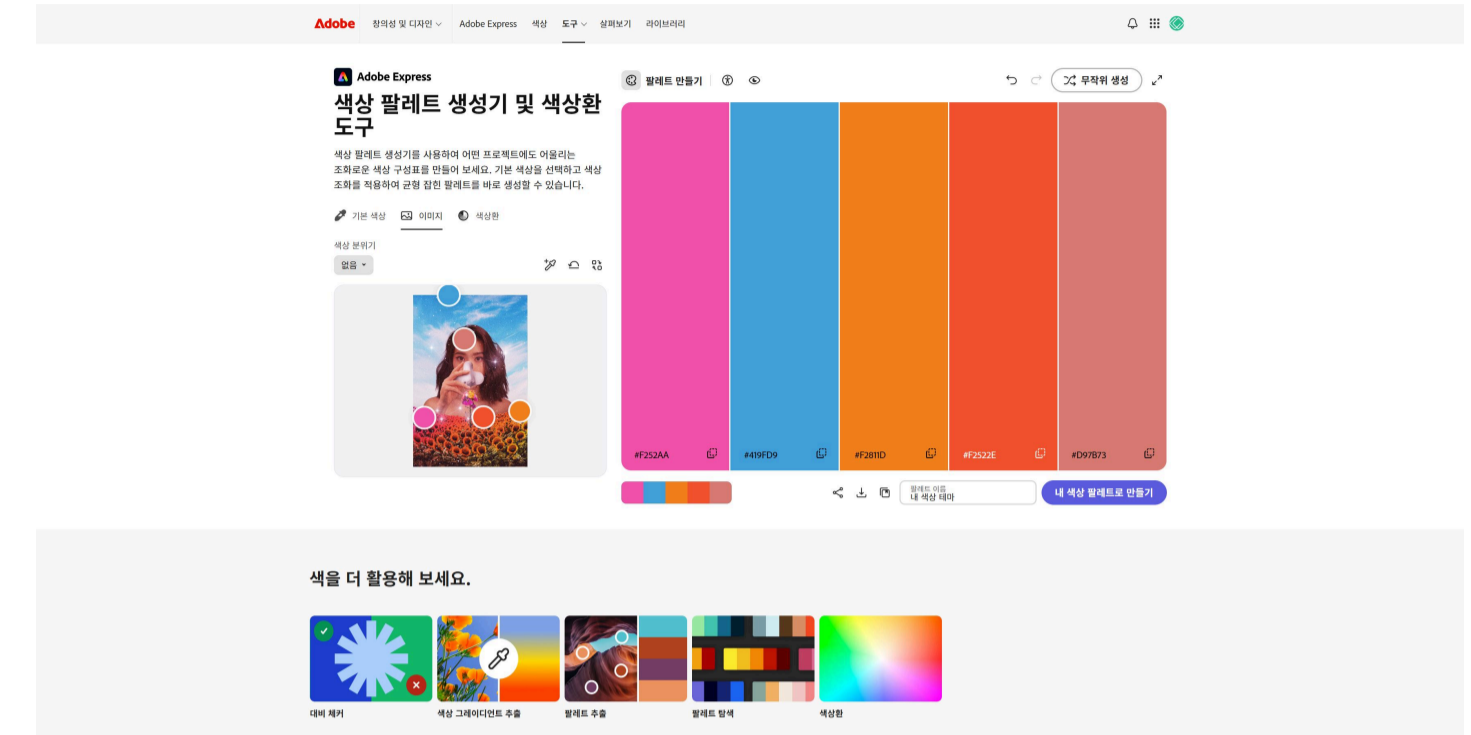 Adobe 창의성 및 디자인 Adobe Express 색상 도구 살펴보기 라이브러리
Adobe Express
색상 팔레트 생성기 및 색상환
도구
색상 팔레트 생성기를 사용하여 어떤 프로젝트에도 어울리는
조화로운 색상 구성표를 만들어 보세요. 기본 색상을 선택하고 색상
조화를 적용하여 균형 잡힌 팔레트를 바로 생성할 수 있습니다.
기본 색상 이미지 색상환
색상 분위기
없음
팔레트 만들기 무작위 생성
#F252AA #419FD9 #F2811D #F2522E #D97B73
팔레트 이름
내 색상 테마
내 색상 팔레트로 만들기
색을 더 활용해 보세요.
대비 체커 색상 그레이디언트 추출 팔레트 추출 팔레트 탐색 색상환